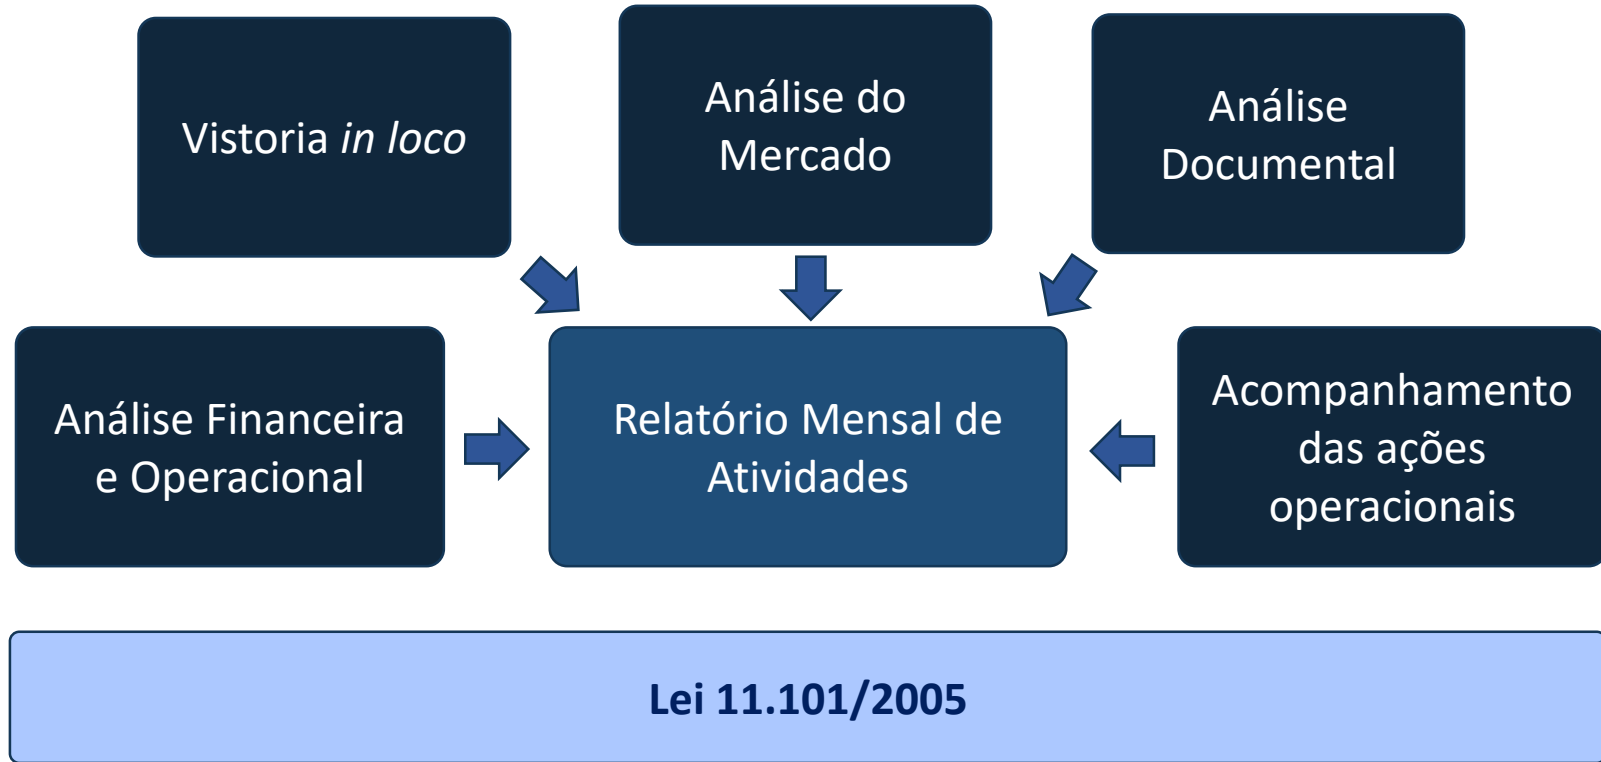 Vistoria in loco
Análise do
Mercado
Análise
Documental
Análise Financeira
e Operacional
Relatório Mensal de
Atividades
Acompanhamento
das ações
operacionais
Lei 11.101/2005